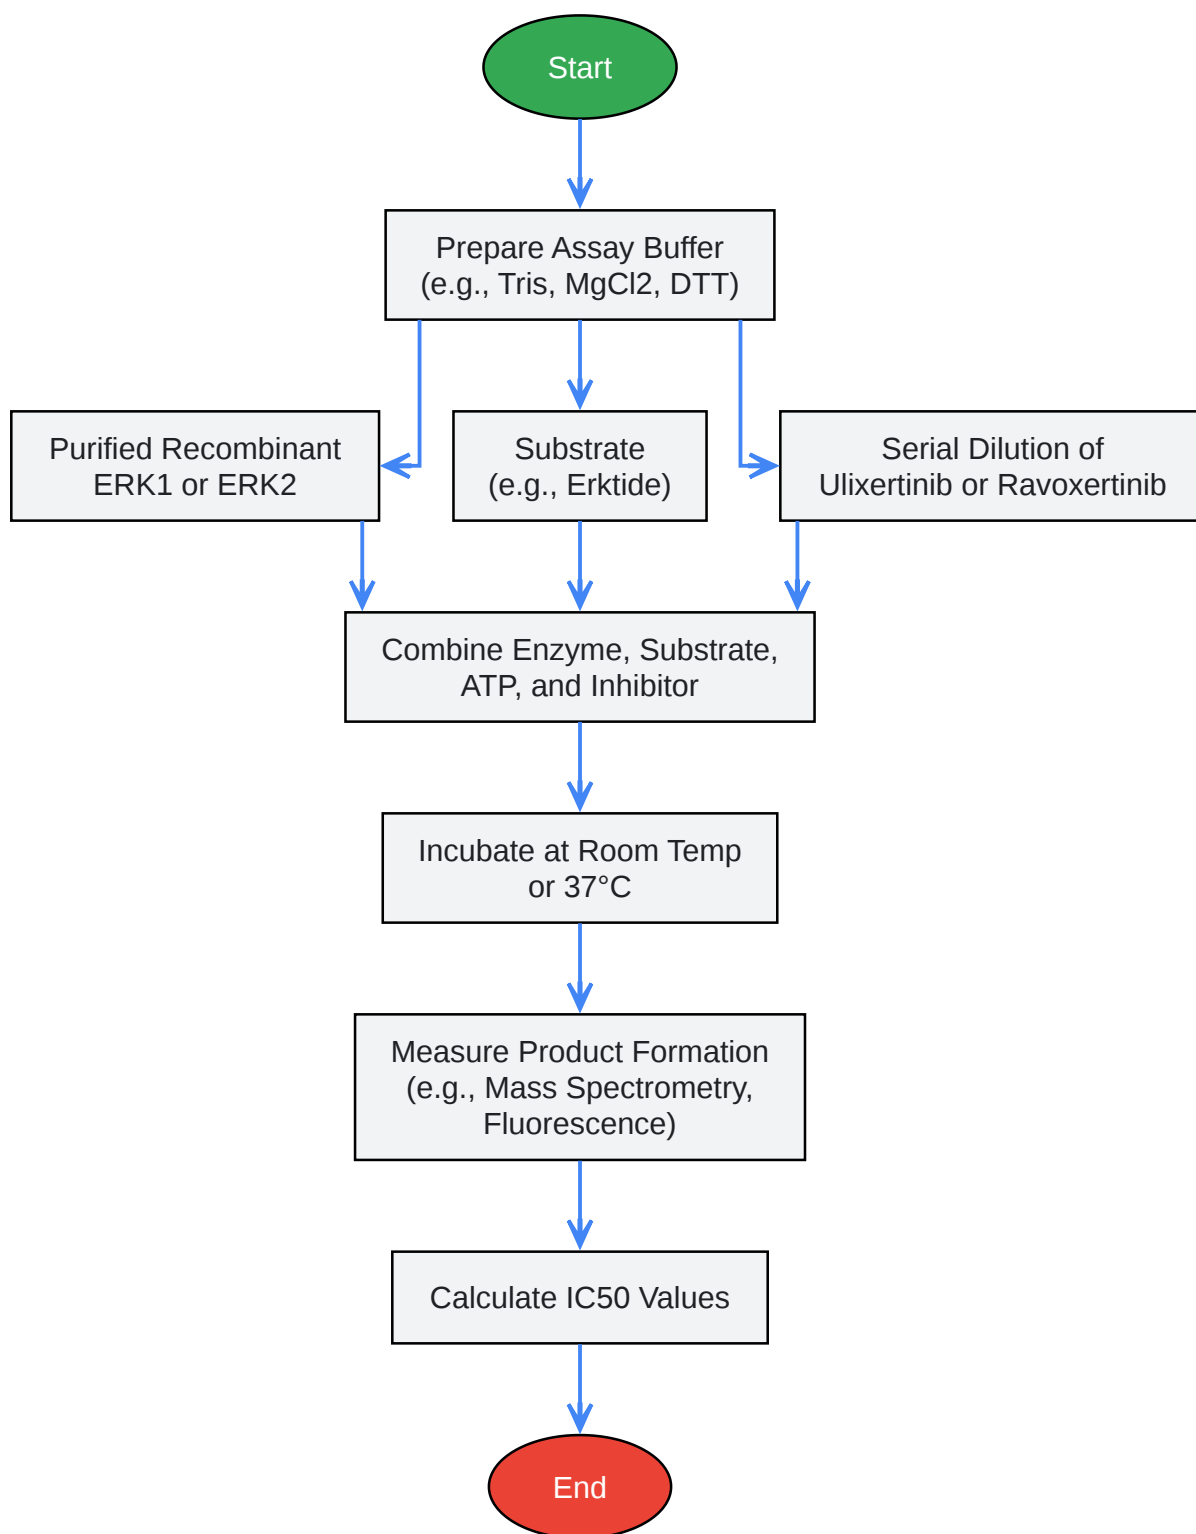 Start
Prepare Assay Buffer
(e.g., Tris, MgCl2, DTT)
Purified Recombinant
ERK1 or ERK2
Substrate
(e.g., Erktide)
Serial Dilution of
Ulixertinib or Ravoxertinib
Combine Enzyme, Substrate,
ATP, and Inhibitor
Incubate at Room Temp
or 37°C
Measure Product Formation
(e.g., Mass Spectrometry,
Fluorescence)
Calculate IC50 Values
End